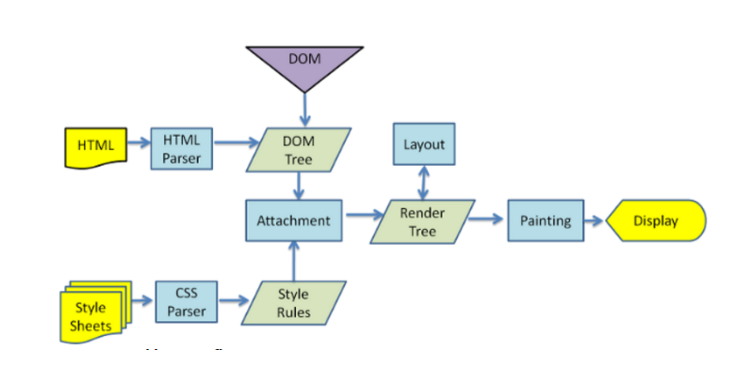 DOM
HTML
HTML
Parser
DOM
Tree
Layout
Attachment
Render
Tree
Painting
Display
Style
Sheets
CSS
Parser
Style
Rules